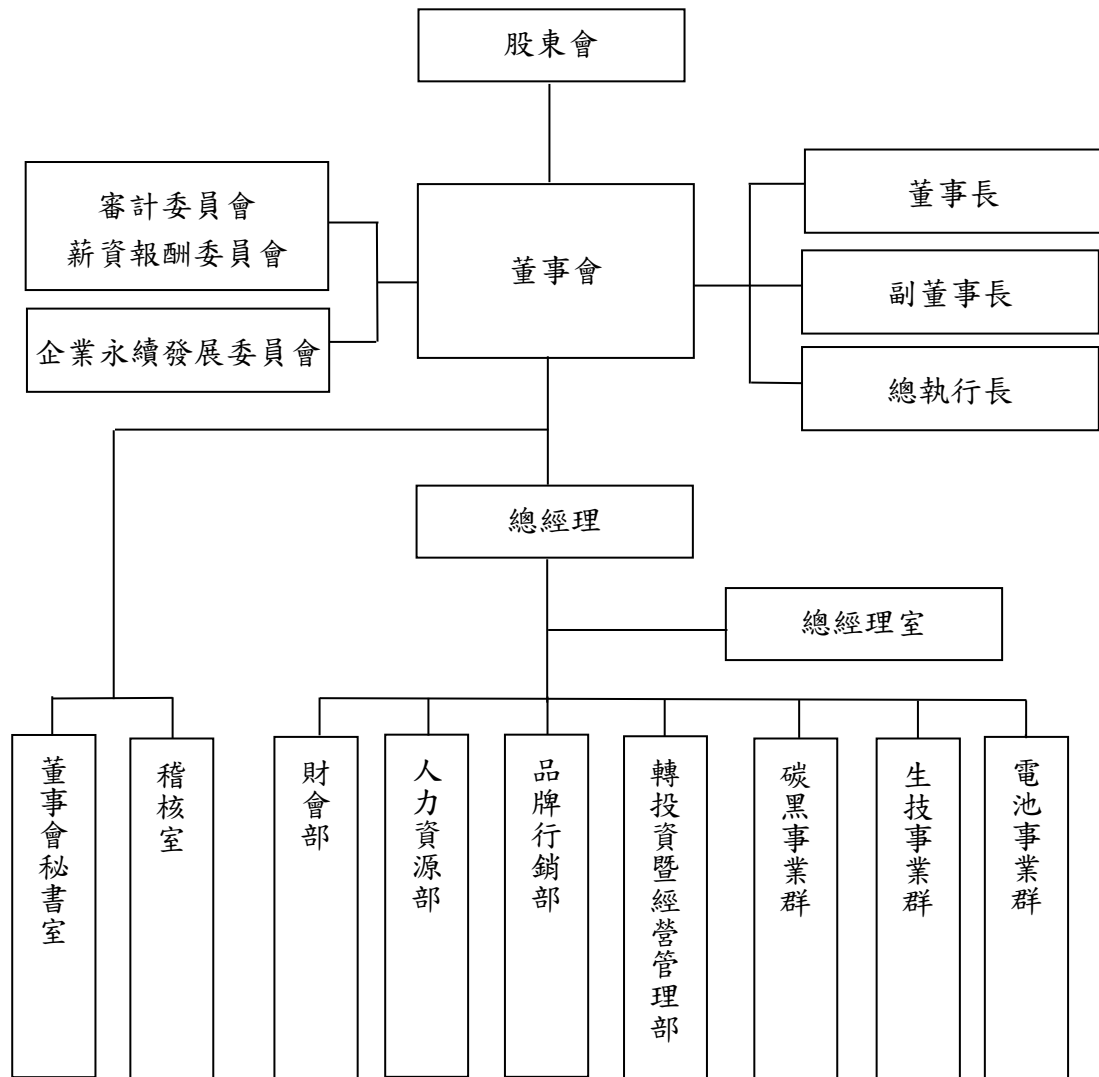 股東會
審計委員會
薪資報酬委員會
企業永續發展委員會
董事會
董事長
副董事長
總執行長
總經理
總經理室
董事會秘書室
稽核室
財會部
人力資源部
品牌行銷部
轉投資暨經營管理部
碳黑事業群
生技事業群
電池事業群